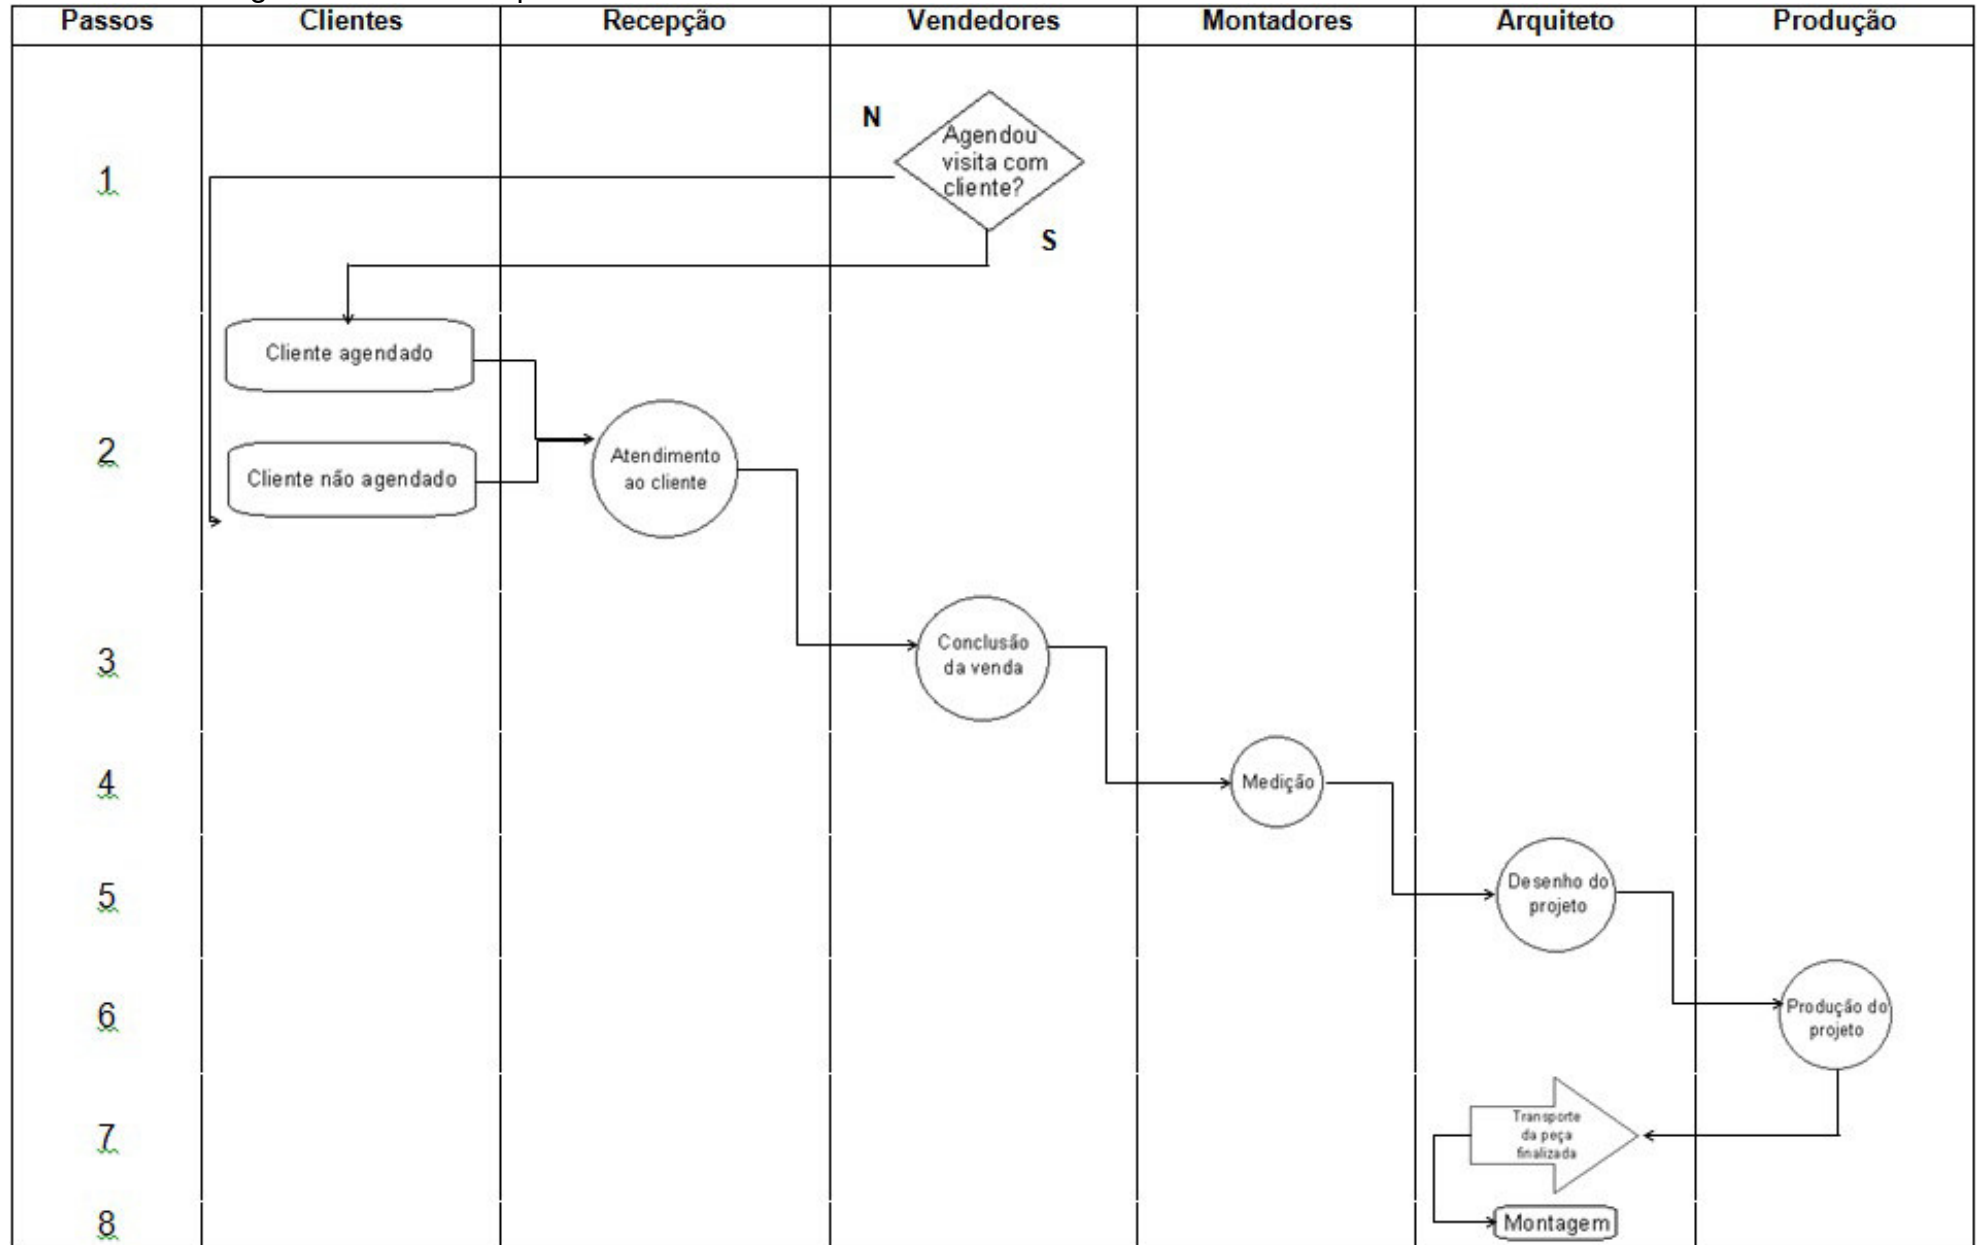 Passos Clientes Recepção Vendedores Montadores Arquiteto Produção
N
Agendou
visita com
cliente?
1
S
Cliente agendado
2
Atendimento
ao cliente
Cliente não agendado
3
Conclusão
da venda
4
Medição
5
Desenho do
projeto
6
Produção do
projeto
7
Transporte
da peça
finalizada
8
Montagem